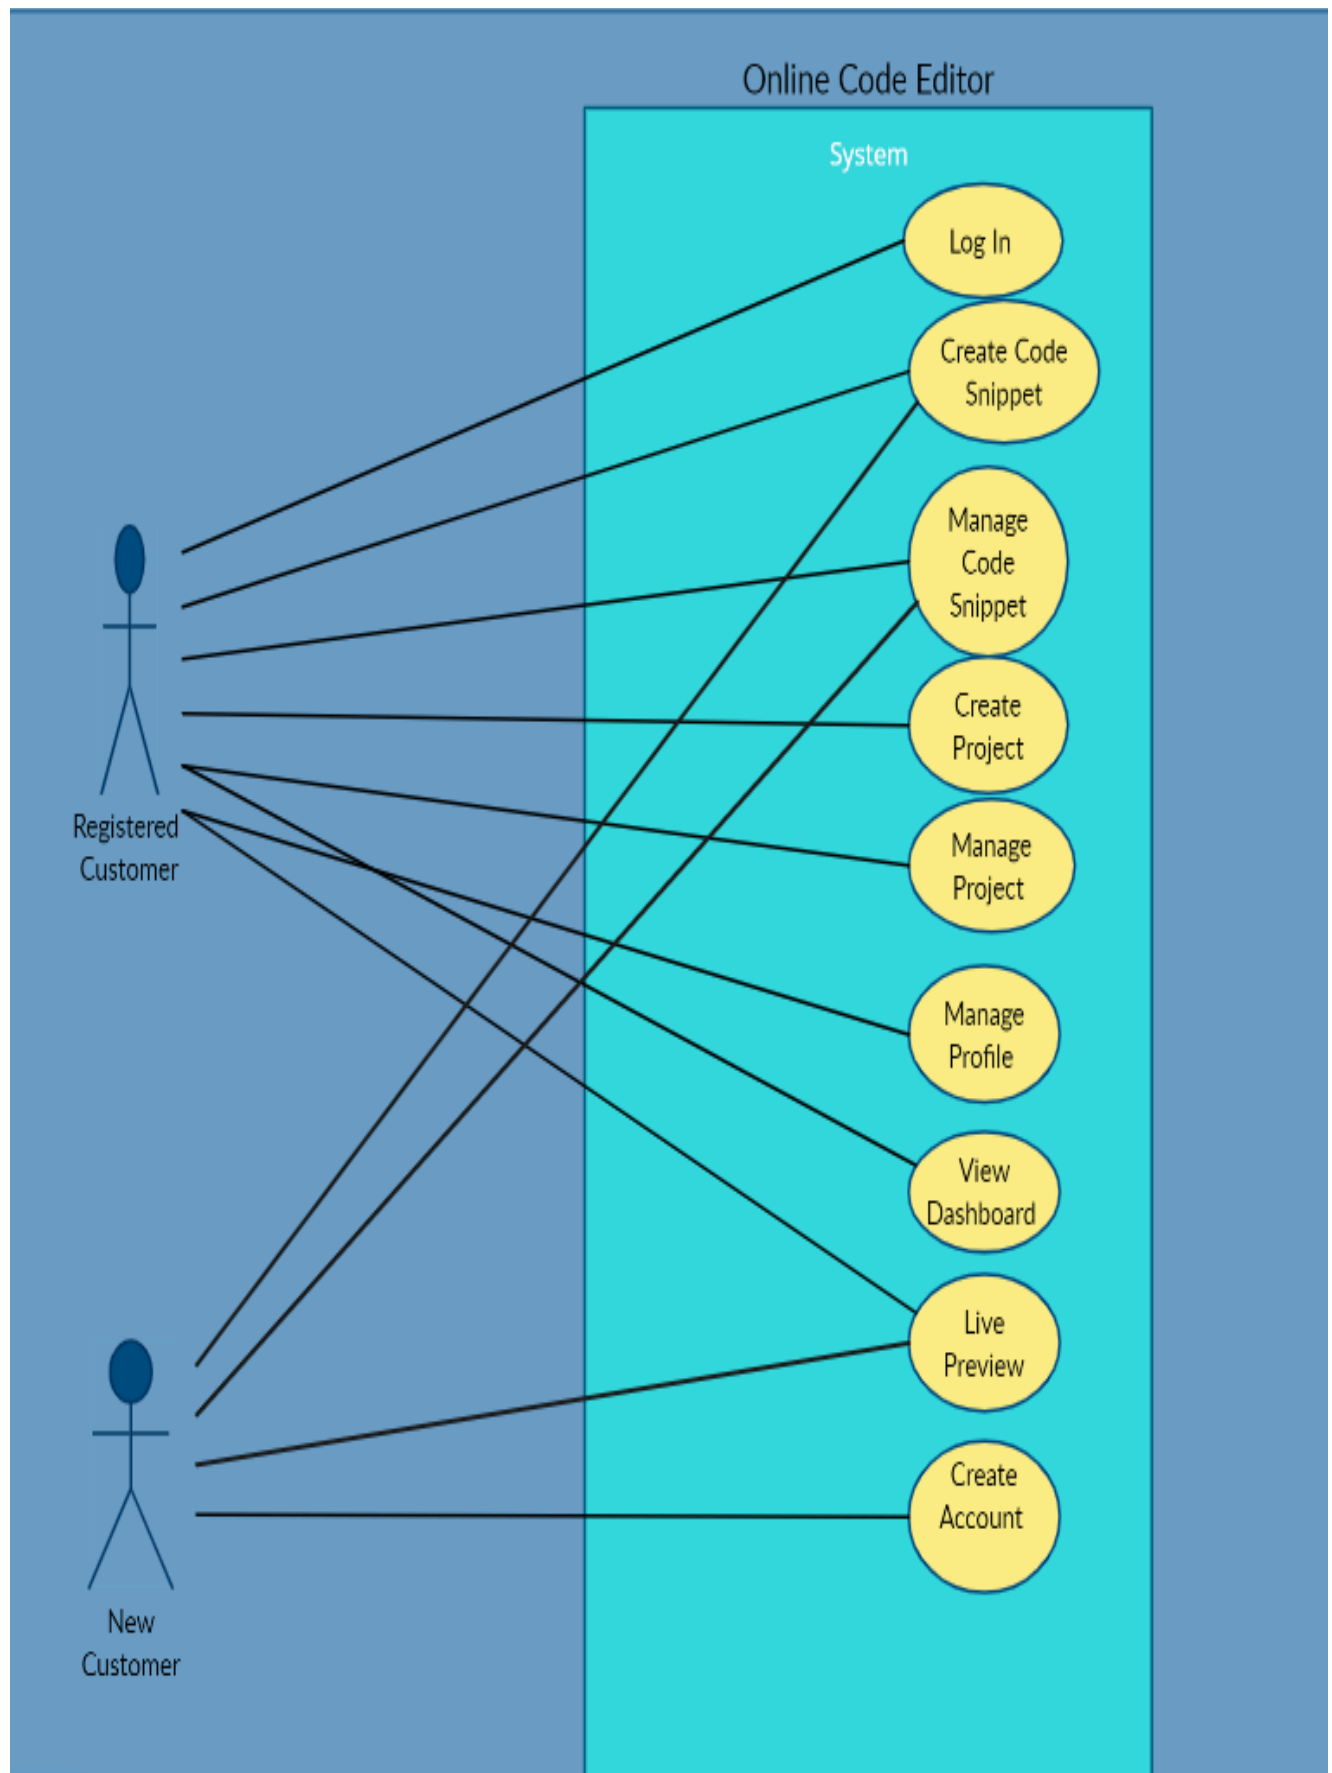 Online Code Editor
System
Log In
Create Code
Snippet
Manage
Code
Snippet
Create
Project
Manage
Project
Manage
Profile
View
Dashboard
Live
Preview
Create
Account
Registered
Customer
New
Customer